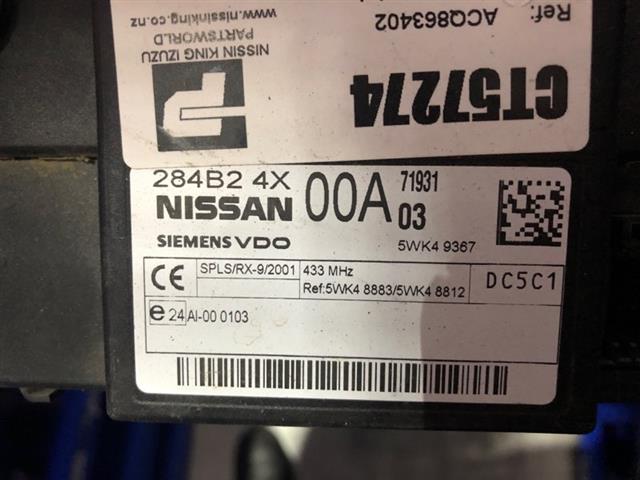 Ref:
ACQ863402
CT57274
NISSIN KING IZUZU
PARTSWORLD
www.nissinking.co.nz
284B2 4X 00A 71931
NISSAN 03
SIEMENS VDO 5WK4 9367
CE SPLS/RX-9/2001 433 MHz DC5C1
Ref:5WK4 8883/5WK4 8812
e 24 AI-00 0103